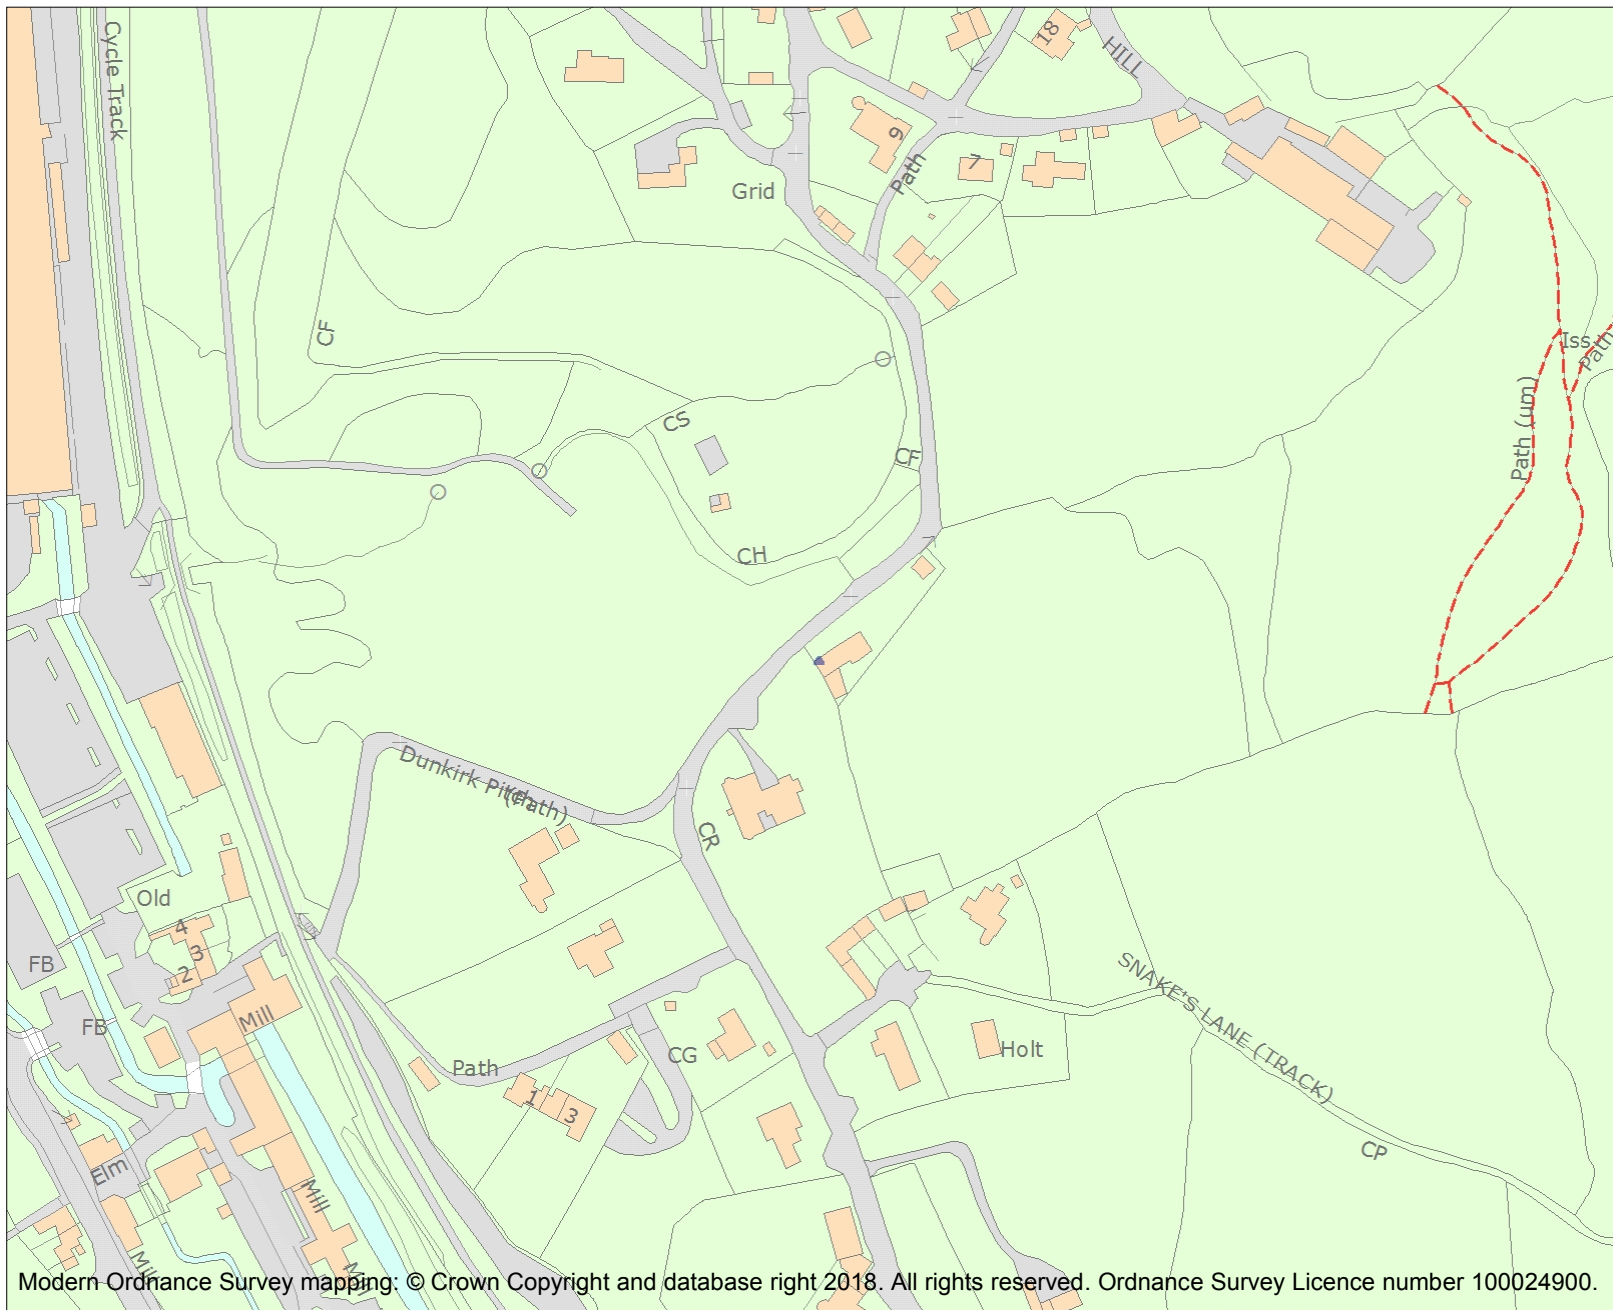 Cycle Track
18
HILL
9
Path
7
Grid
CF
Iss
Path
Path (um)
CS
CF
CH
Dunkirk Pitch
(Path)
CR
Old
4
3
2
FB
SNAKE'S LANE (TRACK)
FB
Mill
Holt
CG
Path
1
3
CP
Elm
Mill
Mill
Mill
Modern Ordnance Survey mapping: © Crown Copyright and database right 2018. All rights reserved. Ordnance Survey Licence number 100024900.